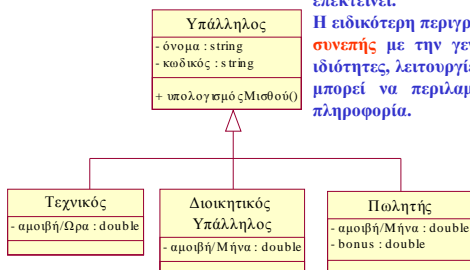 επεκτείνει.
Η ειδικότερη περιγρ
συνεπής με την γεν
ιδιότητες, λειτουργίε
μπορεί να περιλαμ
πληροφορία.
Υπάλληλος
- όνομα : string
- κωδικός : string
+ υπολογισμόςΜισθού()
Τεχνικός
- αμοιβή/Ωρα : double
Διοικητικός
Υπάλληλος
- αμοιβή/Μήνα : double
Πωλητής
- αμοιβή/Μήνα : double
- bonus : double